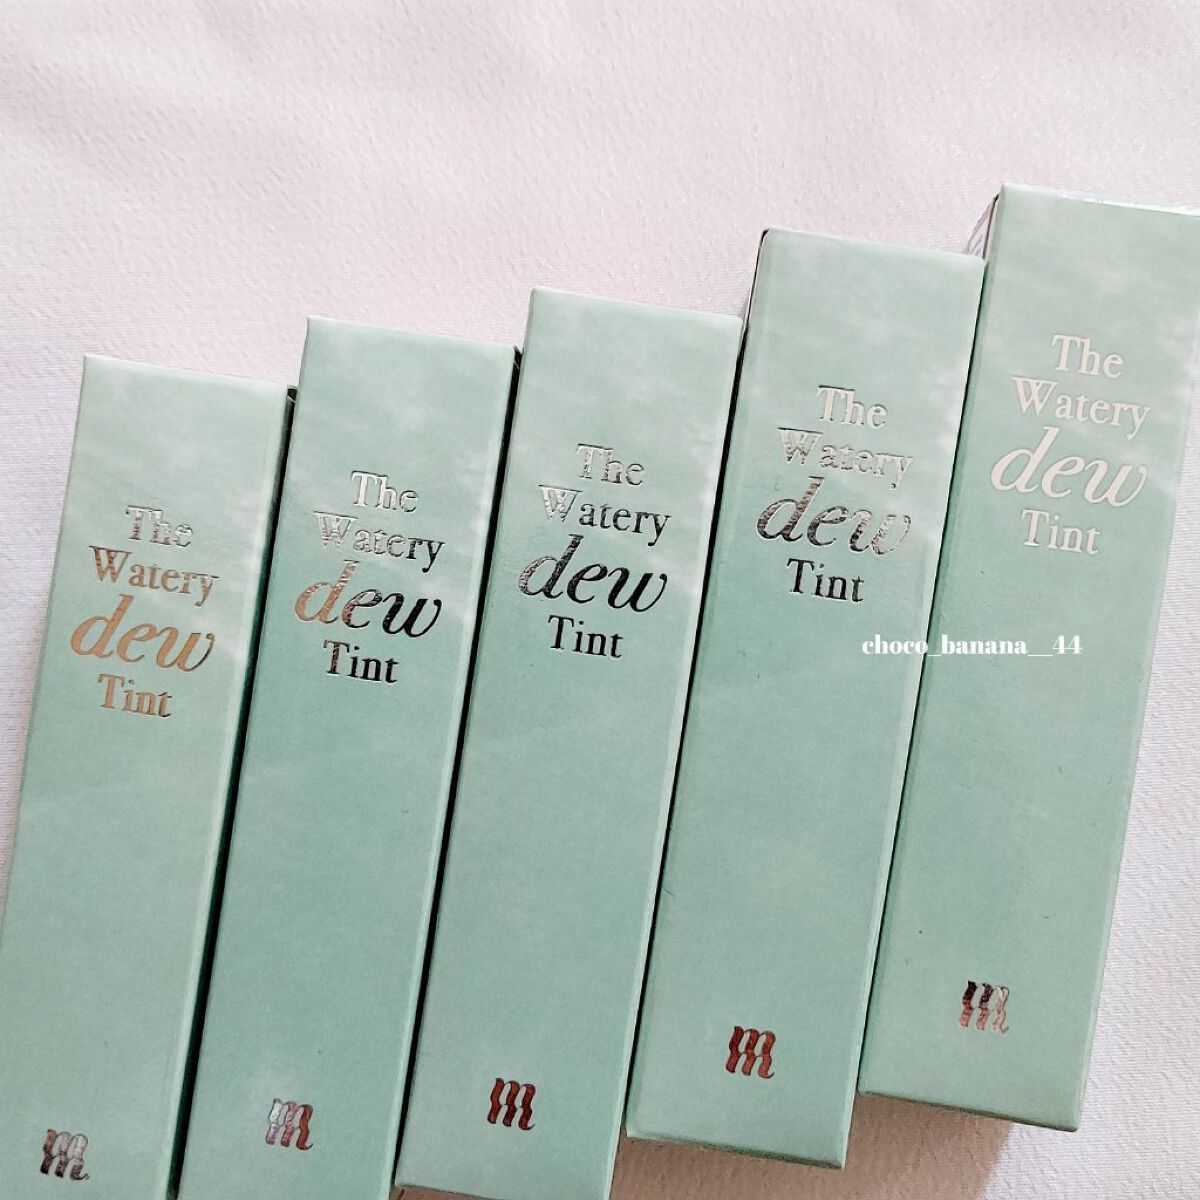 The
Watery
dew
Tint
m
The
Watery
dew
Tint
m
The
Watery
dew
Tint
m
The
Watery
dew
Tint
m
The
Watery
dew
Tint
m
choco_banana__44